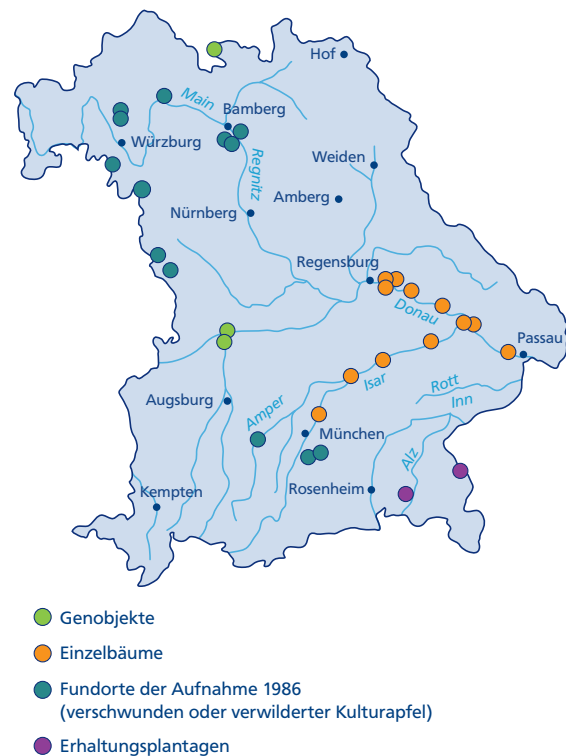 Hof
Main
Bamberg
Würzburg
Weiden
Regnitz
Amberg
Nürnberg
Regensburg
Donau
Passau
Isar
Rott
Augsburg
Amper
Inn
München
Alz
Kempten
Rosenheim
Genobjekte
Einzelbäume
Fundorte der Aufnahme 1986
(verschwunden oder verwilderter Kulturapfel)
Erhaltungsplantagen